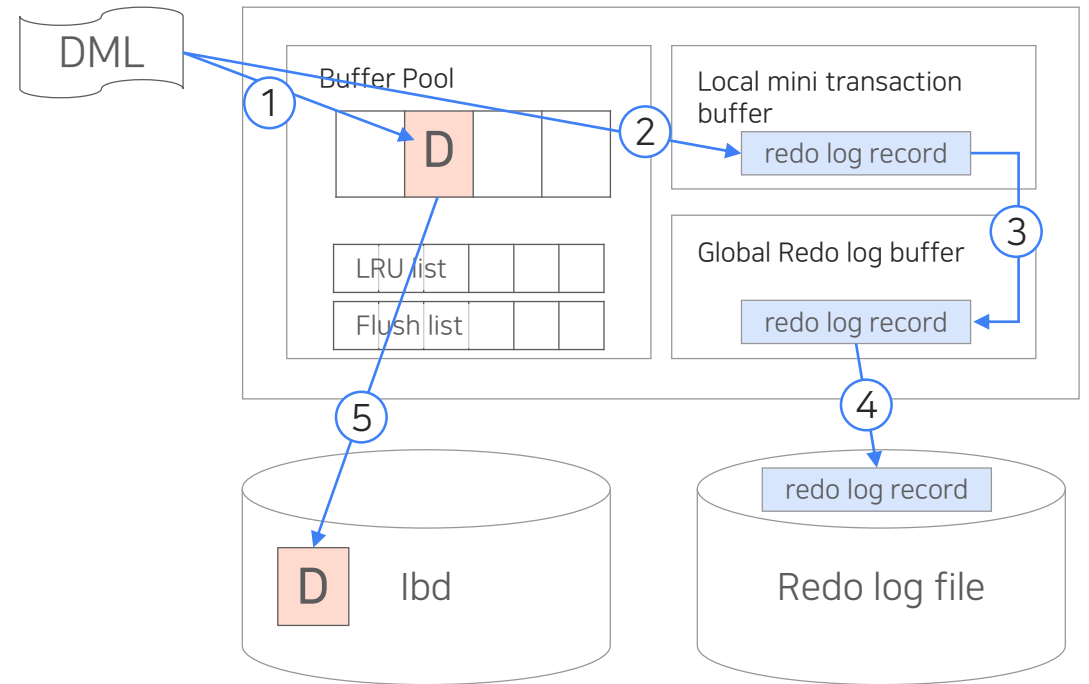 DML
Buffer Pool
1
D
LRU list
Flush list
Local mini transaction
buffer
2
redo log record
3
Global Redo log buffer
redo log record
4
5
D
Ibd
redo log record
Redo log file